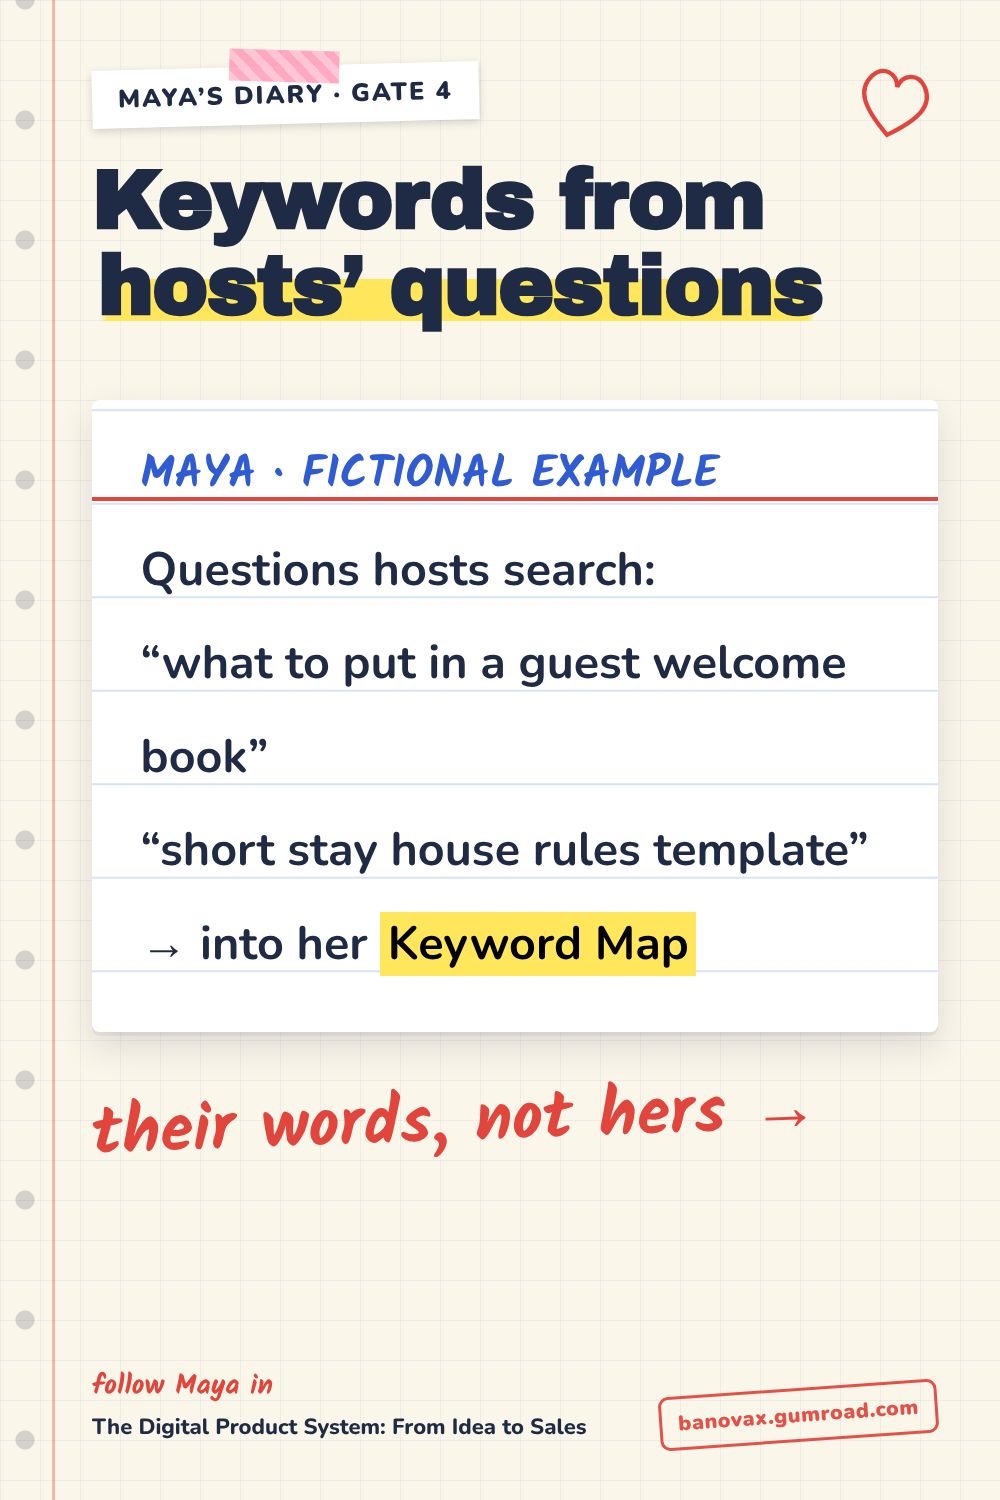 MAYA’S DIARY · GATE 4
Keywords from
hosts’ questions
MAYA · FICTIONAL EXAMPLE
Questions hosts search:
“what to put in a guest welcome
book”
“short stay house rules template”
→ into her Keyword Map
their words, not hers →
follow Maya in
The Digital Product System: From Idea to Sales
banovax.gumroad.com